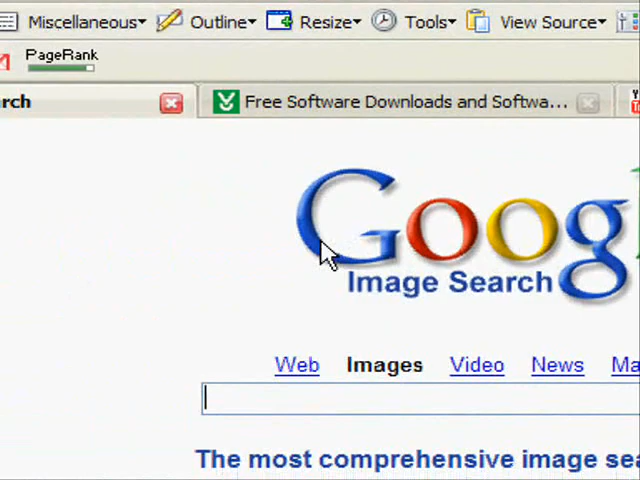 Miscellaneous Outline Resize Tools View Source
PageRank
rch Free Software Downloads and Softwa...
Goog
Image Search
Web Images Video News Ma
The most comprehensive image sea